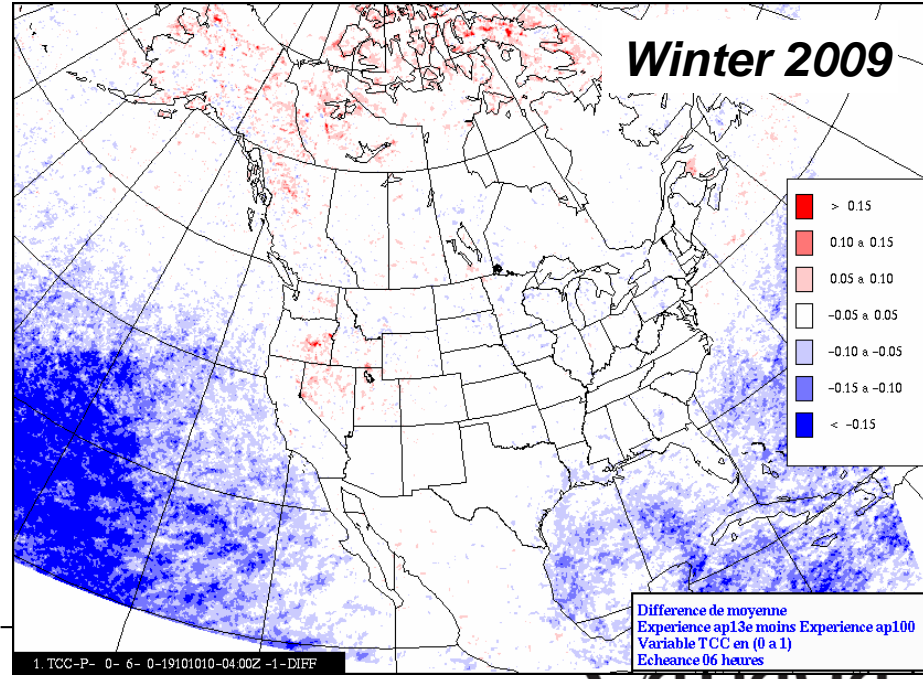 Winter 2009
> 0.15
0.10 a 0.15
0.05 a 0.10
-0.05 a 0.05
-0.10 a -0.05
-0.15 a -0.10
< -0.15
Difference de moyenne
Experience ap13e moins Experience ap100
Variable TCC en (0 a 1)
Echeance 06 heures
1.TCC-P- 0- 6- 0-19101010-04:00Z -1-DIFF